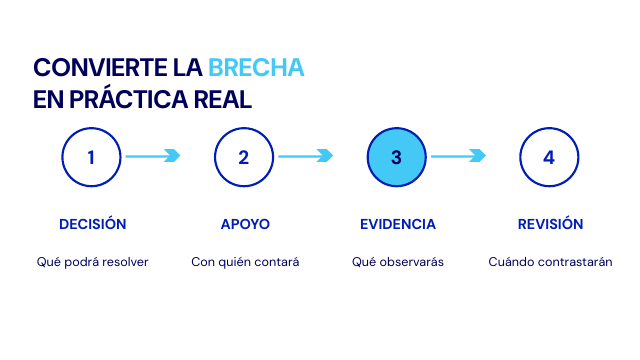 CONVIERTE LA BRECHA
EN PRÁCTICA REAL
1
2
3
4
DECISIÓN
APOYO
EVIDENCIA
REVISIÓN
Qué podrá resolver
Con quién contará
Qué observarás
Cuándo contrastarán